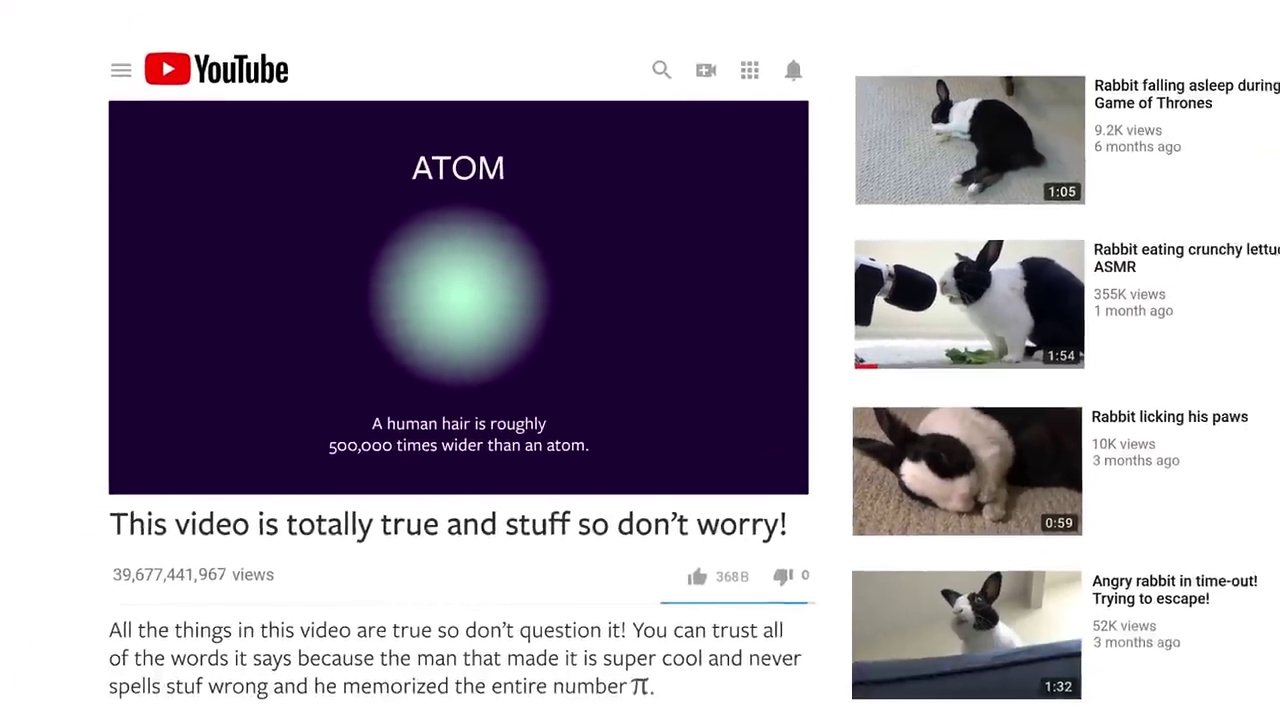 YouTube
ATOM
A human hair is roughly
500,000 times wider than an atom.
This video is totally true and stuff so don't worry!
39,677,441,967 views
368B
0
All the things in this video are true so don't question it! You can trust all
of the words it says because the man that made it is super cool and never
spells stuf wrong and he memorized the entire number π.
Rabbit falling asleep during
Game of Thrones
9.2K views
6 months ago
1:05
Rabbit eating crunchy
ASMR
355K views
1 month ago
1:54
Rabbit licking his paws
10K views
3 months ago
0:59
Angry rabbit in time-out!
Trying to escape!
52K views
3 months ago
1:32